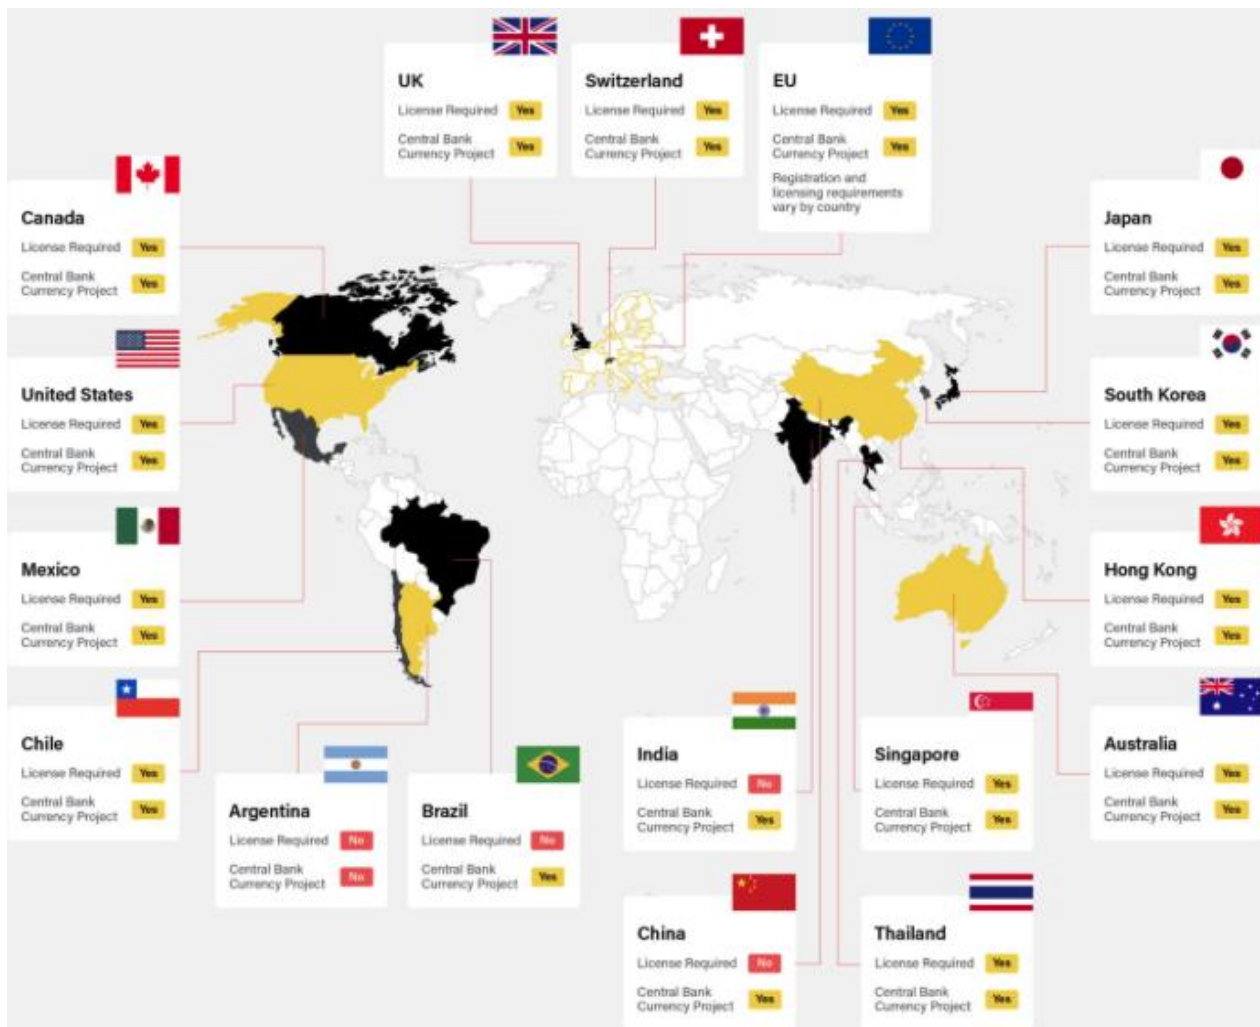 UK
License Required Yes
Central Bank
Currency Project Yes
Switzerland
License Required Yes
Central Bank
Currency Project Yes
EU
License Required Yes
Central Bank
Currency Project Yes
Registration and
licensing requirements
vary by country
Canada
License Required Yes
Central Bank
Currency Project Yes
United States
License Required Yes
Central Bank
Currency Project Yes
Mexico
License Required Yes
Central Bank
Currency Project Yes
Chile
License Required Yes
Central Bank
Currency Project Yes
Argentina
License Required No
Central Bank
Currency Project No
Brazil
License Required No
Central Bank
Currency Project Yes
India
License Required No
Central Bank
Currency Project Yes
China
License Required No
Central Bank
Currency Project Yes
Singapore
License Required Yes
Central Bank
Currency Project Yes
Thailand
License Required Yes
Central Bank
Currency Project Yes
Japan
License Required Yes
Central Bank
Currency Project Yes
South Korea
License Required Yes
Central Bank
Currency Project Yes
Hong Kong
License Required Yes
Central Bank
Currency Project Yes
Australia
License Required Yes
Central Bank
Currency Project Yes